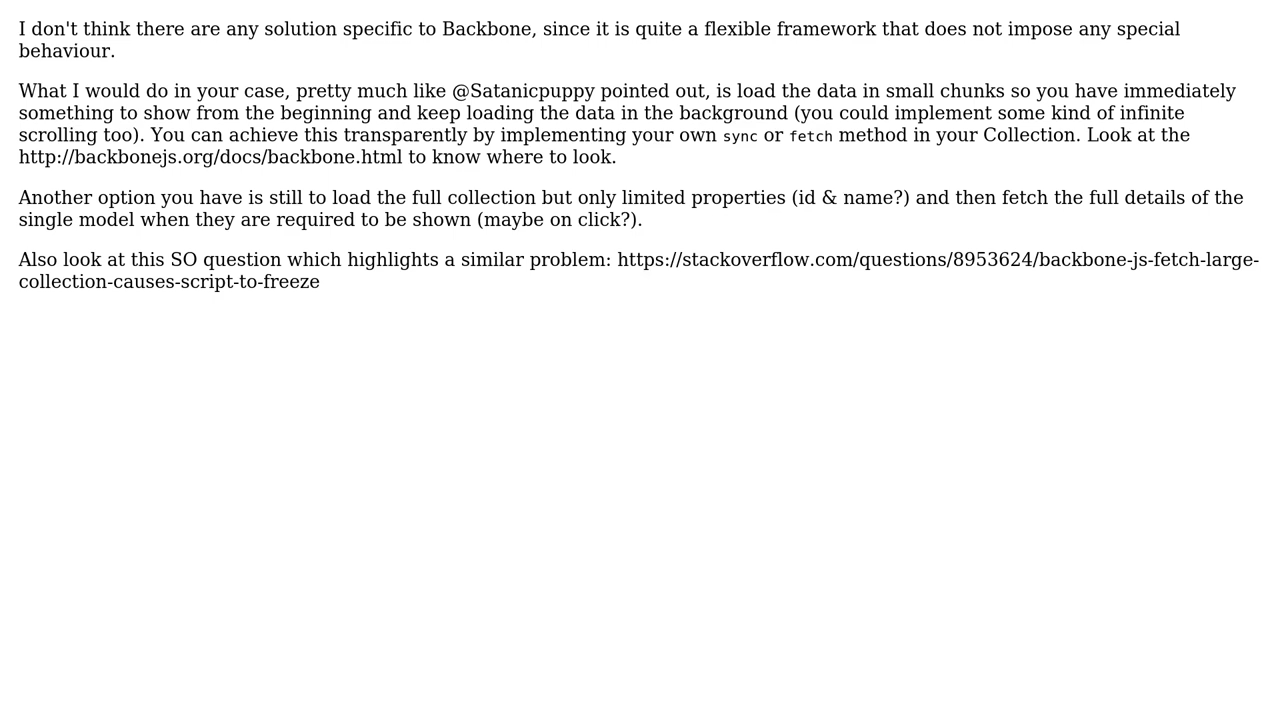 I don't think there are any solution specific to Backbone, since it is quite a flexible framework that does not impose any special
behaviour.
What I would do in your case, pretty much like @Satanicpuppy pointed out, is load the data in small chunks so you have immediately
something to show from the beginning and keep loading the data in the background (you could implement some kind of infinite
scrolling too). You can achieve this transparently by implementing your own sync or fetch method in your Collection. Look at the
http://backbonejs.org/docs/backbone.html to know where to look.
Another option you have is still to load the full collection but only limited properties (id & name?) and then fetch the full details of the
single model when they are required to be shown (maybe on click?).
Also look at this SO question which highlights a similar problem: https://stackoverflow.com/questions/8953624/backbone-js-fetch-large-
collection-causes-script-to-freeze